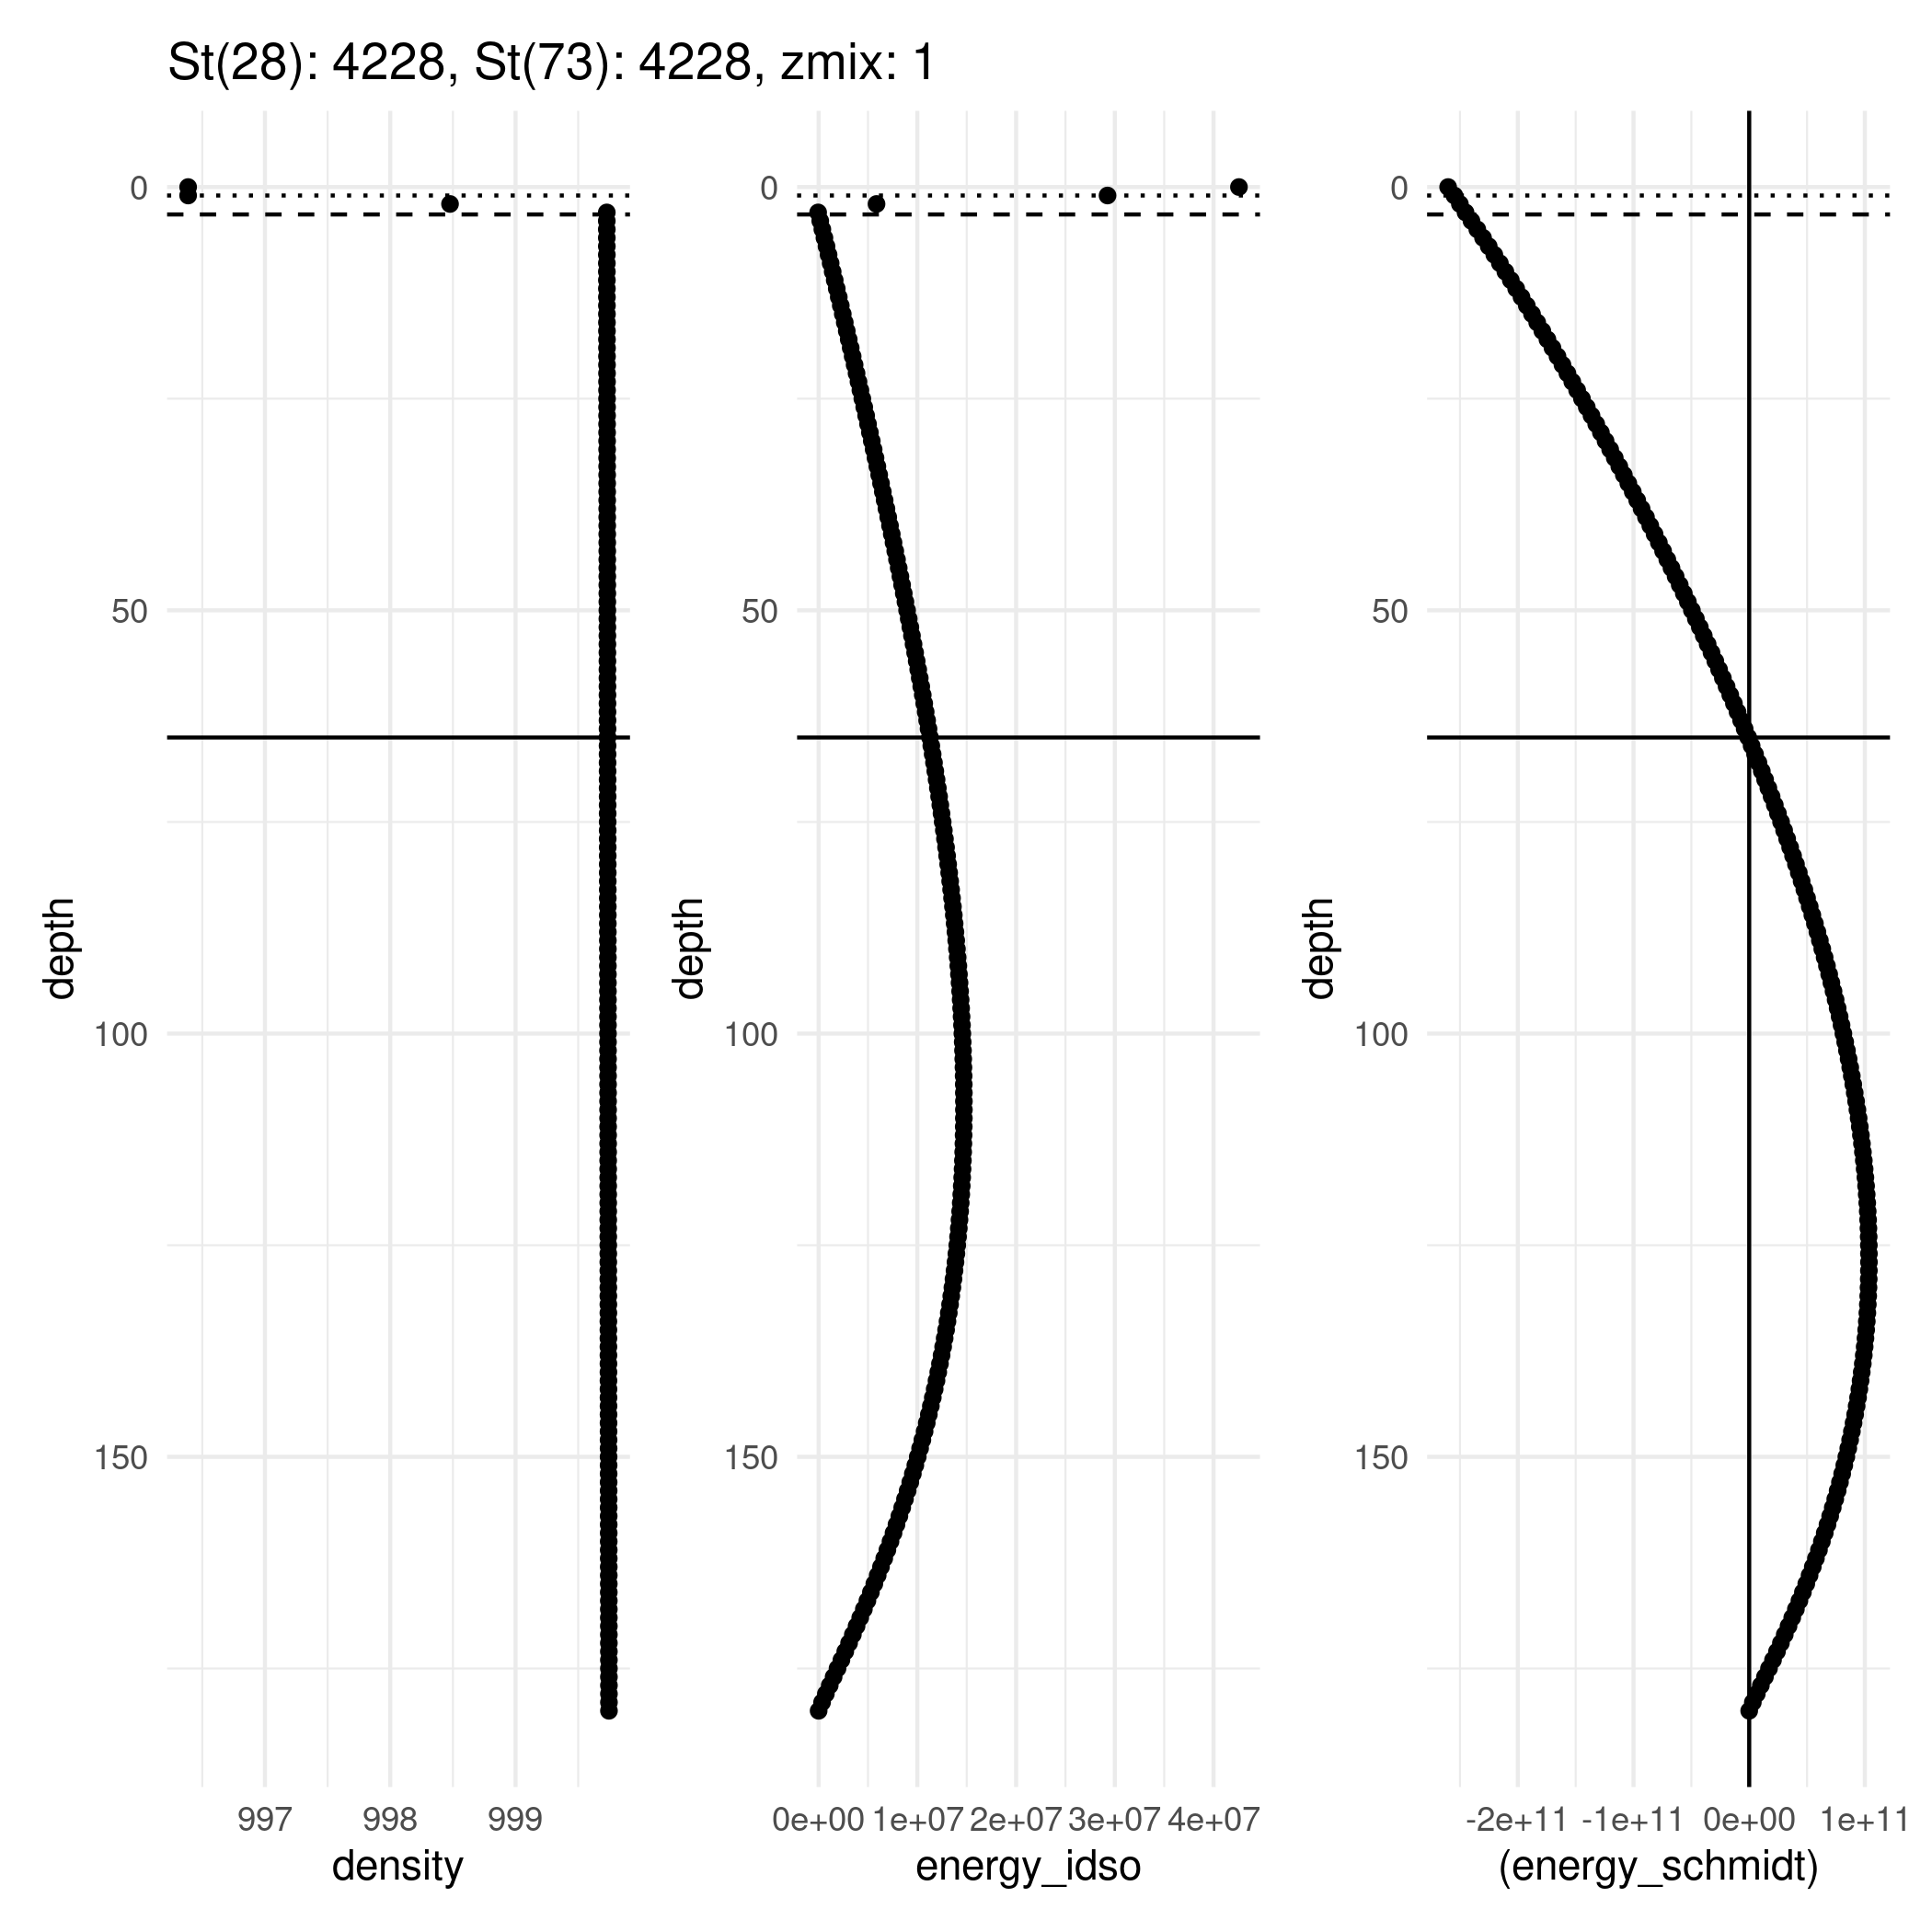 St(28): 4228, St(73): 4228, zmix: 1
0
50
100
150
depth
997 998 999
density
0
50
100
150
depth
0e+00 1e+07 2e+07 3e+07 4e+07
energy_idso
0
50
100
150
depth
-2e+11 -1e+11 0e+00 1e+11
(energy_schmidt)